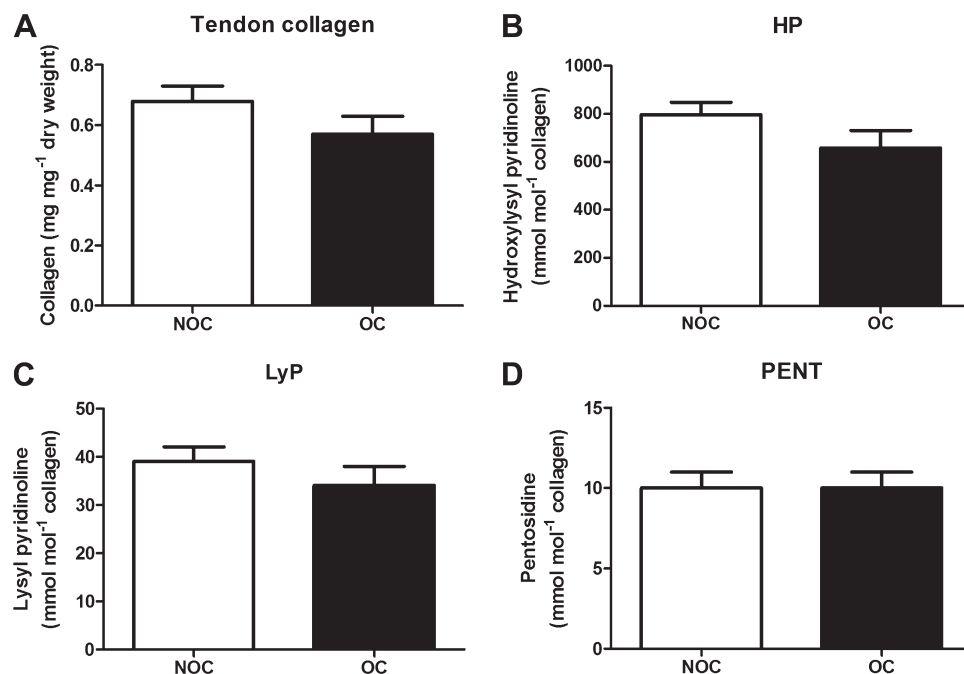 A
Tendon collagen
Collagen (mg mg⁻¹ dry weight)
0.8
0.6
0.4
0.2
0.0
NOC
OC
B
HP
Hydroxylysyl pyridinoline
(mmol mol⁻¹ collagen)
1000
800
600
400
200
0
NOC
OC
C
LyP
Lysyl pyridinoline
(mmol mol⁻¹ collagen)
50
40
30
20
10
0
NOC
OC
D
PENT
Pentosidine
(mmol mol⁻¹ collagen)
15
10
5
0
NOC
OC